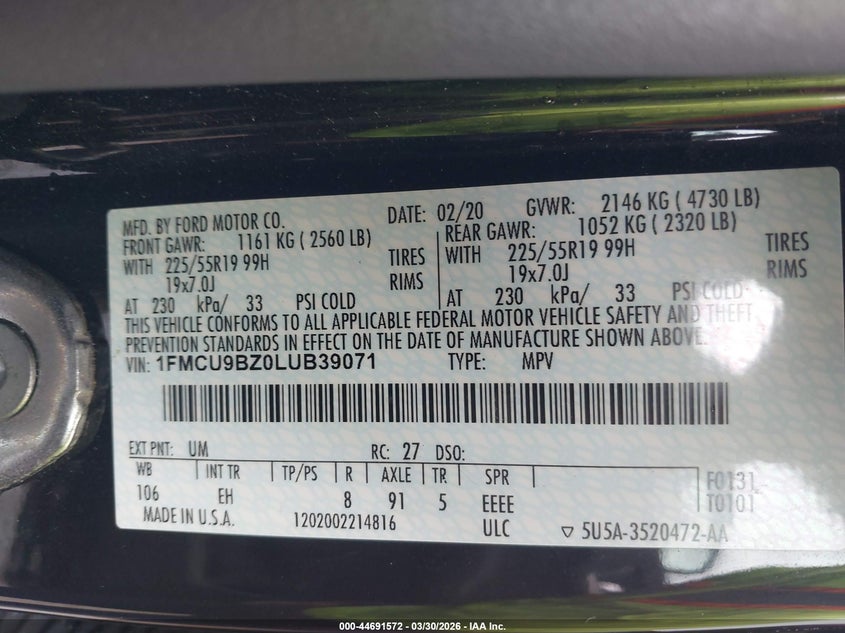 MFD. BY FORD MOTOR CO. DATE: 02/20 GVWR: 2146 KG ( 4730 LB)
FRONT GAWR: 1161 KG ( 2560 LB) REAR GAWR: 1052 KG ( 2320 LB)
WITH 225/55R19 99H TIRES WITH 225/55R19 99H TIRES
19x7.0J RIMS 19x7.0J RIMS
AT 230 kPa/ 33 PSI COLD AT 230 kPa/ 33 PSI COLD
THIS VEHICLE CONFORMS TO ALL APPLICABLE FEDERAL MOTOR VEHICLE SAFETY AND THEFT
PREVENTION STANDARDS IN EFFECT ON THE DATE OF MANUFACTURE SHOWN ABOVE.
VIN: 1FMCU9BZ0LUB39071 TYPE: MPV
EXT PNT: UM RC: 27 DSO:
WB INT TR TP/PS R AXLE TR SPR F0131
106 EH 8 91 5 EEEE T0101
MADE IN U.S.A. 1202002214816 ULC 5U5A-3520472-AA
000-44691572 — 03/30/2026 — IAA Inc.